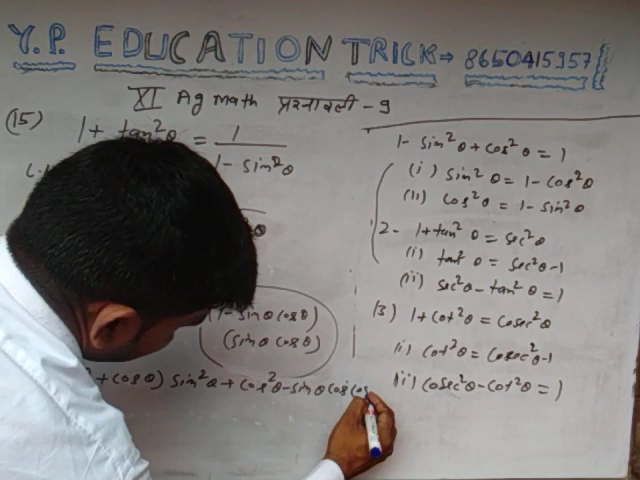 Y.P. EDUCATION TRICK → 8650415957
XI Ag math प्रश्नावली - 9
(15) 1 + tan²θ = 1 / 1 - sin²θ
(1 - sinθ cosθ)
(sinθ cosθ)
+ cosθ) sin²θ + cos²θ - sinθ cosθ
1- sin²θ + cos²θ = 1
(i) sin²θ = 1 - cos²θ
(ii) cos²θ = 1 - sin²θ
2- 1 + tan²θ = sec²θ
(i) tan²θ = sec²θ - 1
(ii) sec²θ - tan²θ = 1
(3) 1 + cot²θ = cosec²θ
(i) cot²θ = cosec²θ - 1
(ii) cosec²θ - cot²θ = 1